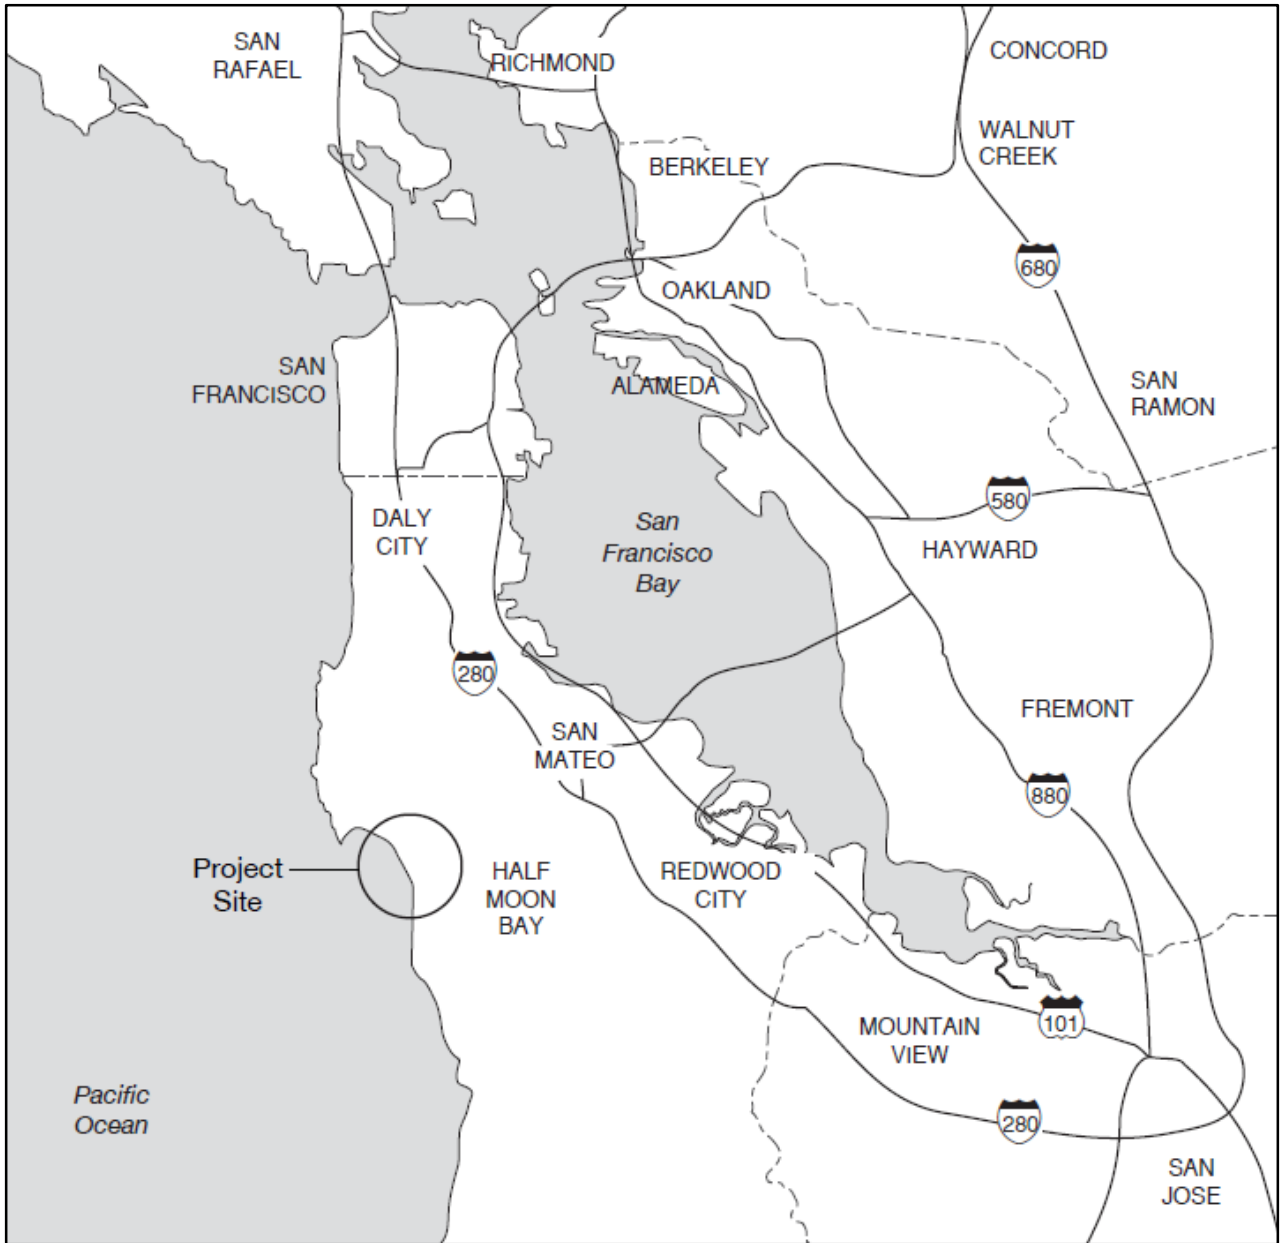 SAN
RAFAEL
RICHMOND
CONCORD
WALNUT
CREEK
BERKELEY
680
OAKLAND
SAN
FRANCISCO
ALAMEDA
SAN
RAMON
580
DALY
CITY
San
Francisco
Bay
HAYWARD
280
FREMONT
SAN
MATEO
880
Project
Site
HALF
MOON
BAY
REDWOOD
CITY
101
MOUNTAIN
VIEW
Pacific
Ocean
280
SAN
JOSE